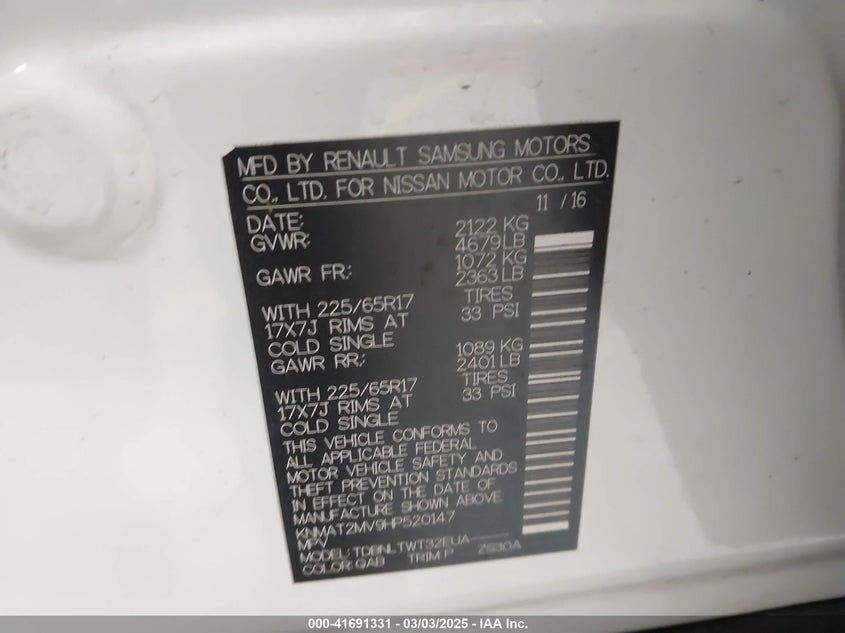 MFD BY RENAULT SAMSUNG MOTORS
CO., LTD. FOR NISSAN MOTOR CO., LTD.
DATE: 11 / 16
GVWR: 2122 KG
4679LB
GAWR FR: 1072 KG
2363 LB
WITH 225/65R17 TIRES
17X7J RIMS AT 33 PSI
COLD SINGLE
GAWR RR: 1089 KG
2401 LB
WITH 225/65R17 TIRES
17X7J RIMS AT 33 PSI
COLD SINGLE
THIS VEHICLE CONFORMS TO
ALL APPLICABLE FEDERAL
MOTOR VEHICLE SAFETY AND
THEFT PREVENTION STANDARDS
IN EFFECT ON THE DATE OF
MANUFACTURE SHOWN ABOVE
KNMAT2MV9HP520147
MPV
MODEL: TDBNLTWT32EUA-----
COLOR: QAB TRIM: P ZS30A
000-41691331 - 03/03/2025 - IAA Inc.